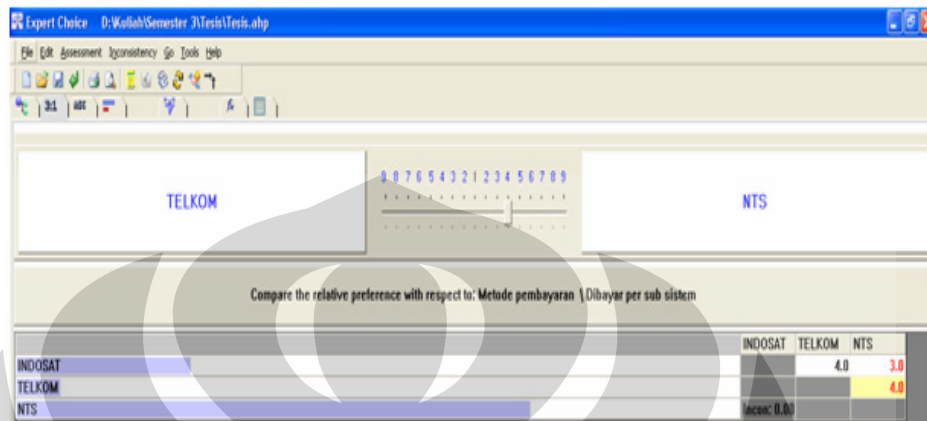 Expert Choice D:\Kuliah\Semester 3\Tesis\Tesis.ahp
File Edit Assessment Inconsistency Go Tools Help
3:1 ABC
TELKOM
9 8 7 6 5 4 3 2 1 2 3 4 5 6 7 8 9
NTS
Compare the relative preference with respect to: Metode pembayaran \ Dibayar per sub sistem
INDOSAT TELKOM NTS
INDOSAT 4.0 3.0
TELKOM 4.0
NTS Incon: 0.00